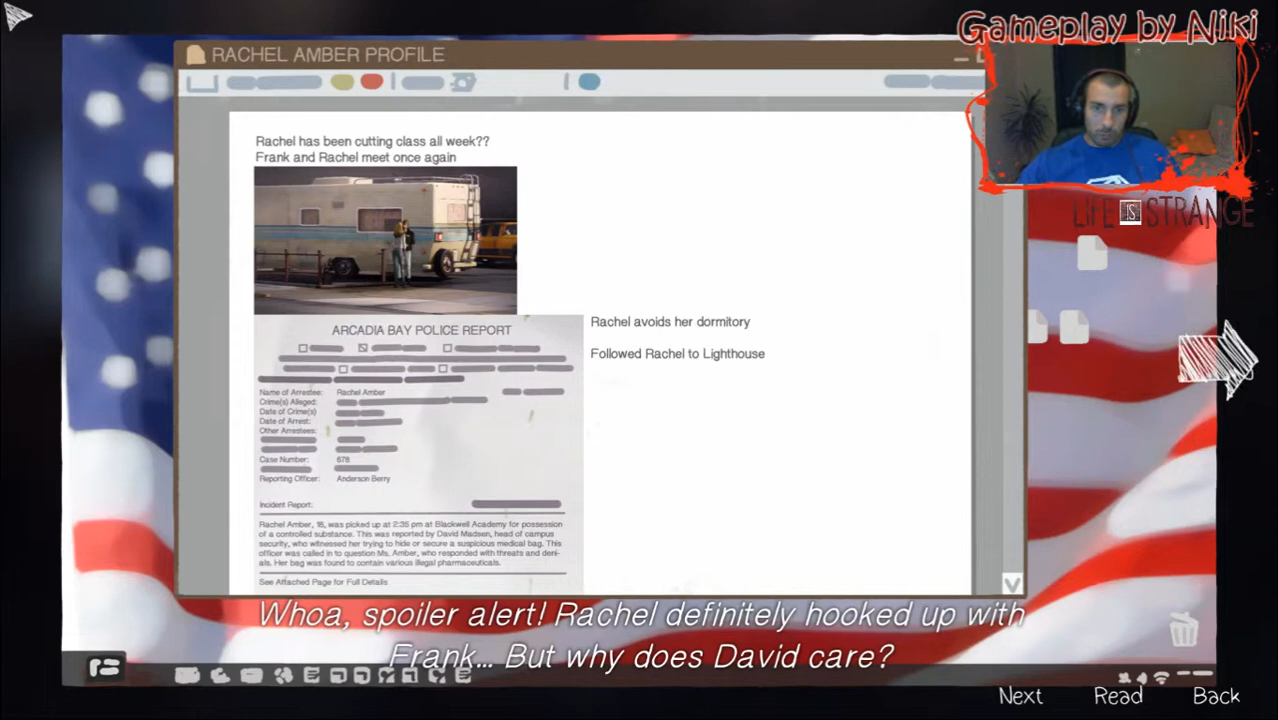 Gameplay by Niki
RACHEL AMBER PROFILE
Rachel has been cutting class all week??
Frank and Rachel meet once again
LIFE IS STRANGE
Rachel avoids her dormitory
Followed Rachel to Lighthouse
ARCADIA BAY POLICE REPORT
Name of Arrestee: Rachel Amber
Crime(s) Alleged:
Date of Crime(s)
Date of Arrest:
Other Arrestees:
Case Number: 678
Reporting Officer: Anderson Berry
Incident Report:
Rachel Amber, 18, was picked up at 2:35 pm at Blackwell Academy for possession
of a controlled substance. This was reported by David Madsen, head of campus
security, who witnessed her trying to hide or secure a suspicious medical bag. This
officer was called in to question Ms. Amber, who responded with threats and deni-
als. Her bag was found to contain various illegal pharmaceuticals.
See Attached Page for Full Details
Whoa, spoiler alert! Rachel definitely hooked up with
Frank... But why does David care?
Next Read Back